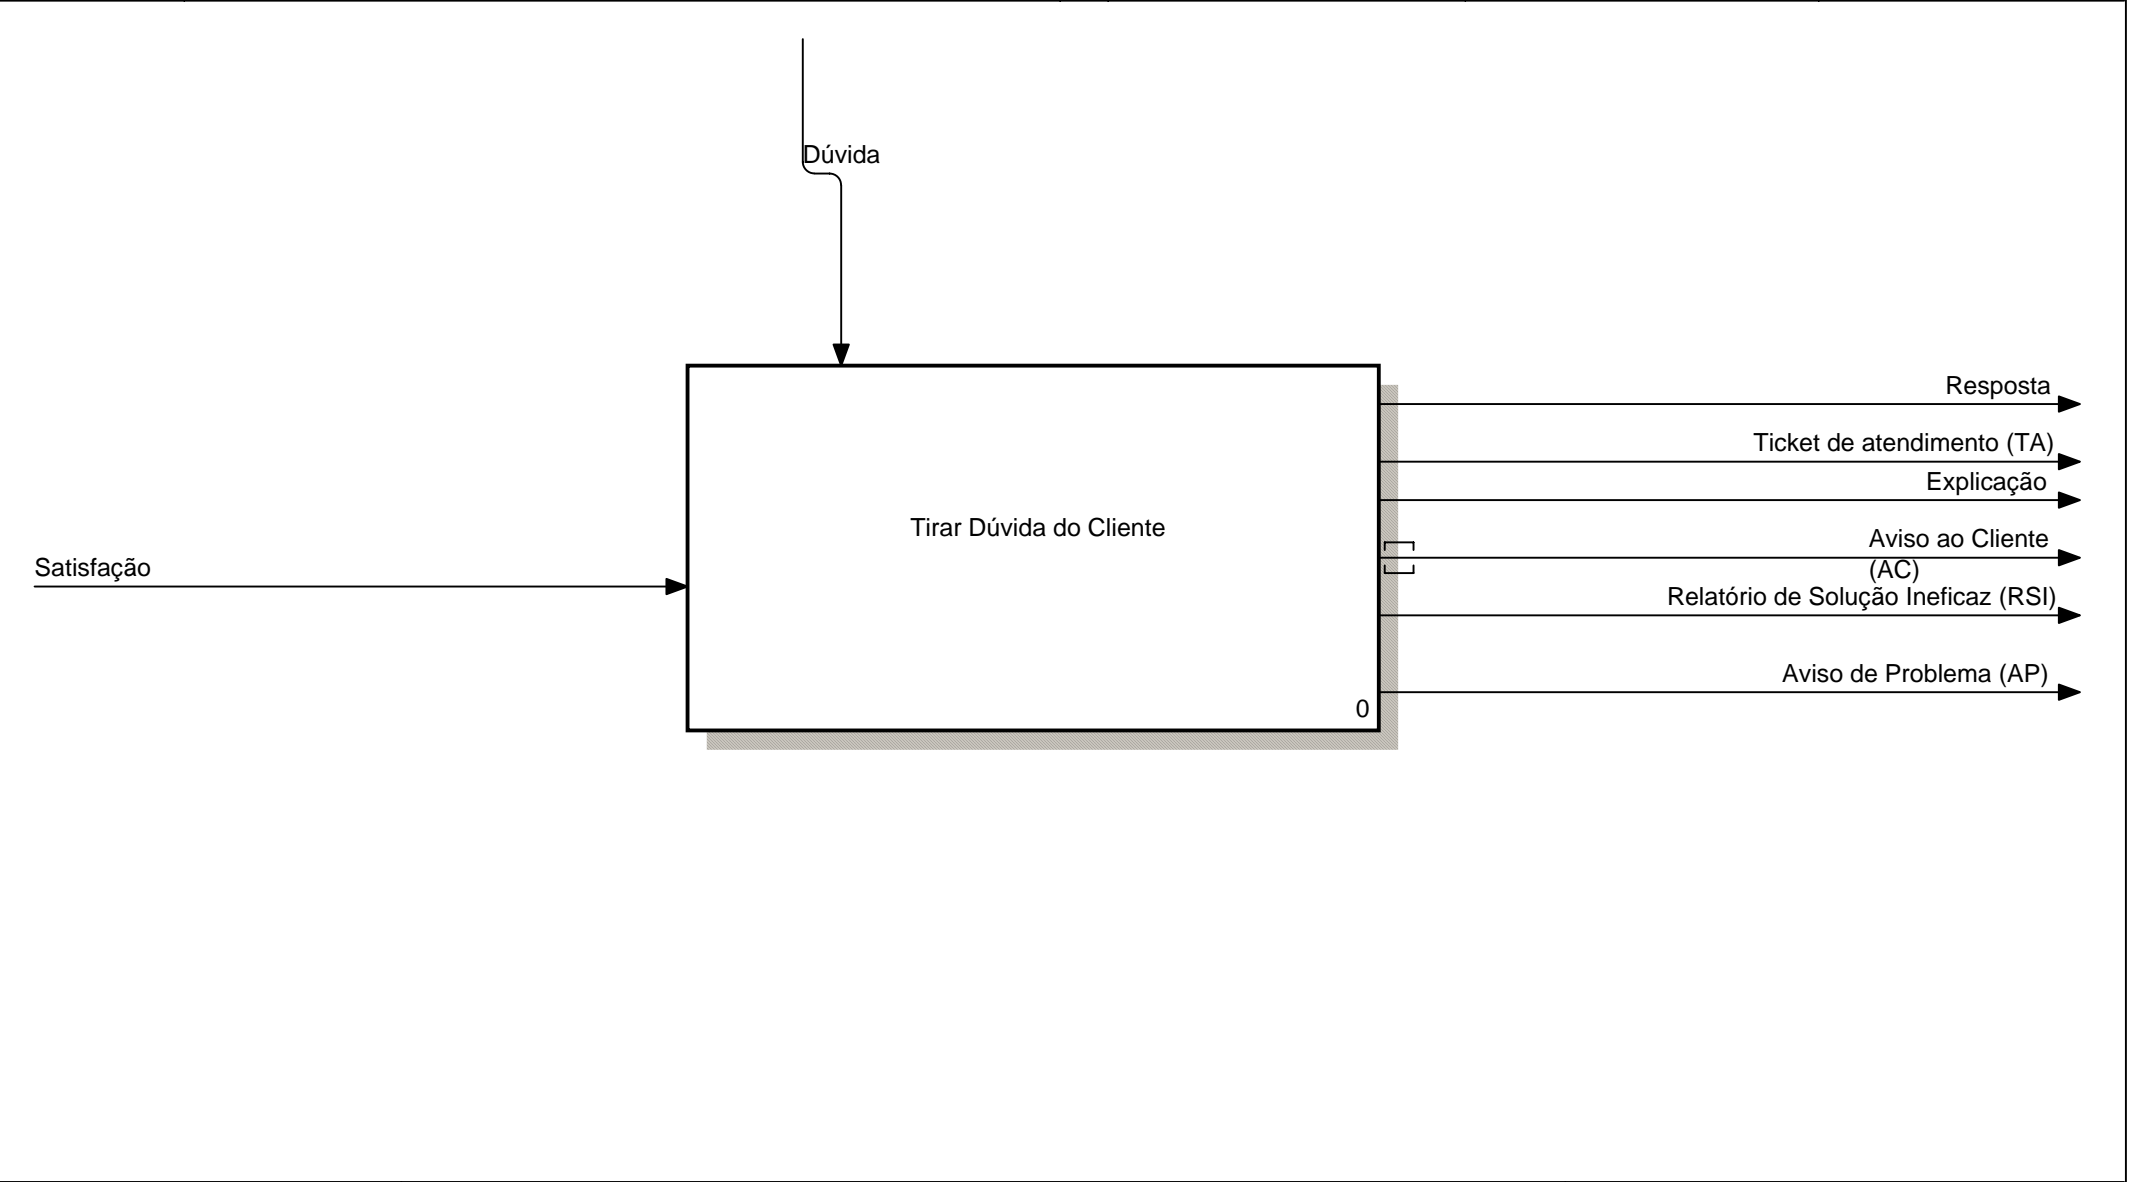 Dúvida
Resposta
Ticket de atendimento (TA)
Explicação
Tirar Dúvida do Cliente
Aviso ao Cliente
(AC)
Satisfação
Relatório de Solução Ineficaz (RSI)
Aviso de Problema (AP)
0